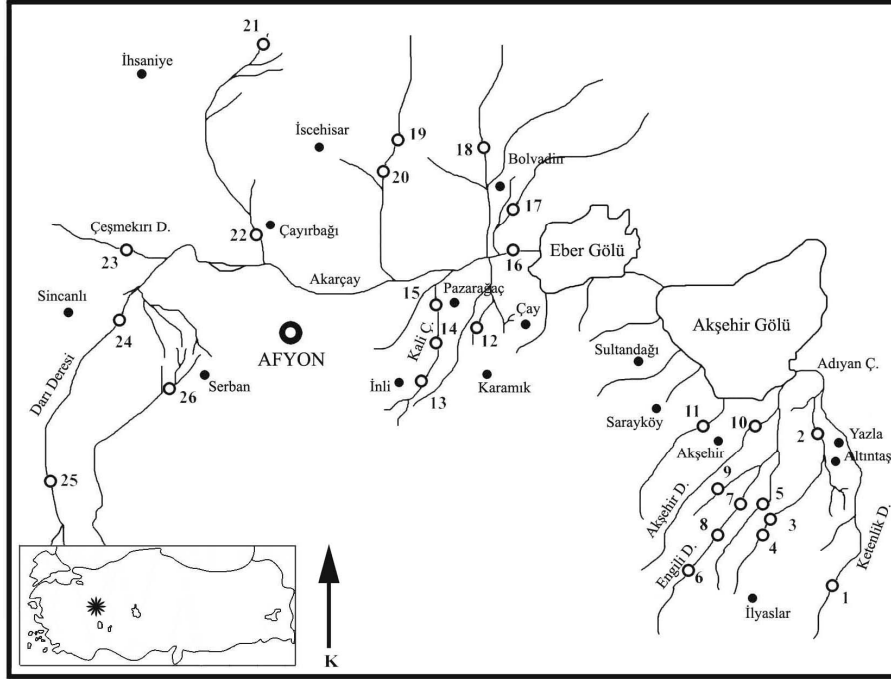 21
İhsaniye
İscehisar
19
18
20
Bolvadin
17
Çeşmekırı D.
22
Çayırbağı
23
16
Eber Gölü
Akarçay
15
Pazarağaç
Sincanlı
24
Kali Ç.
14
12
Çay
Akşehir Gölü
AFYON
Sultandağı
Adıyan Ç.
Darı Deresi
26
Serban
İnli
13
Karamık
Sarayköy
11
10
2
Yazla
Akşehir
Altıntaş
25
9
7
5
Akşehir D.
3
8
4
Ketenlik D.
Engili D.
6
1
İlyaslar
K